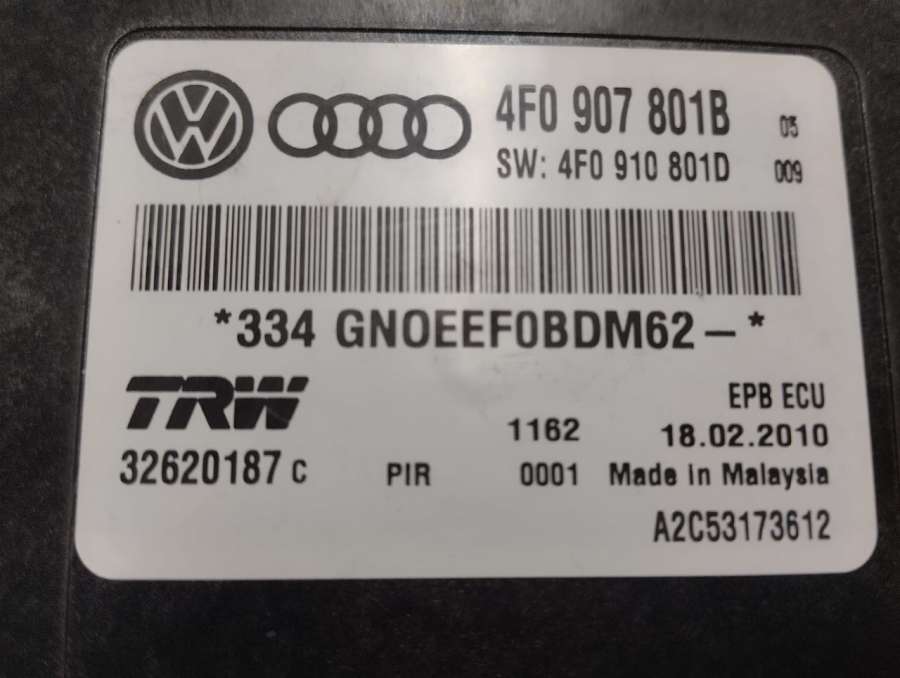 4F0 907 801B 05
SW: 4F0 910 801D 009
*334 GNOEEF0BDM62-*
TRW
EPB ECU
1162 18.02.2010
32620187 C PIR 0001 Made in Malaysia
A2C53173612